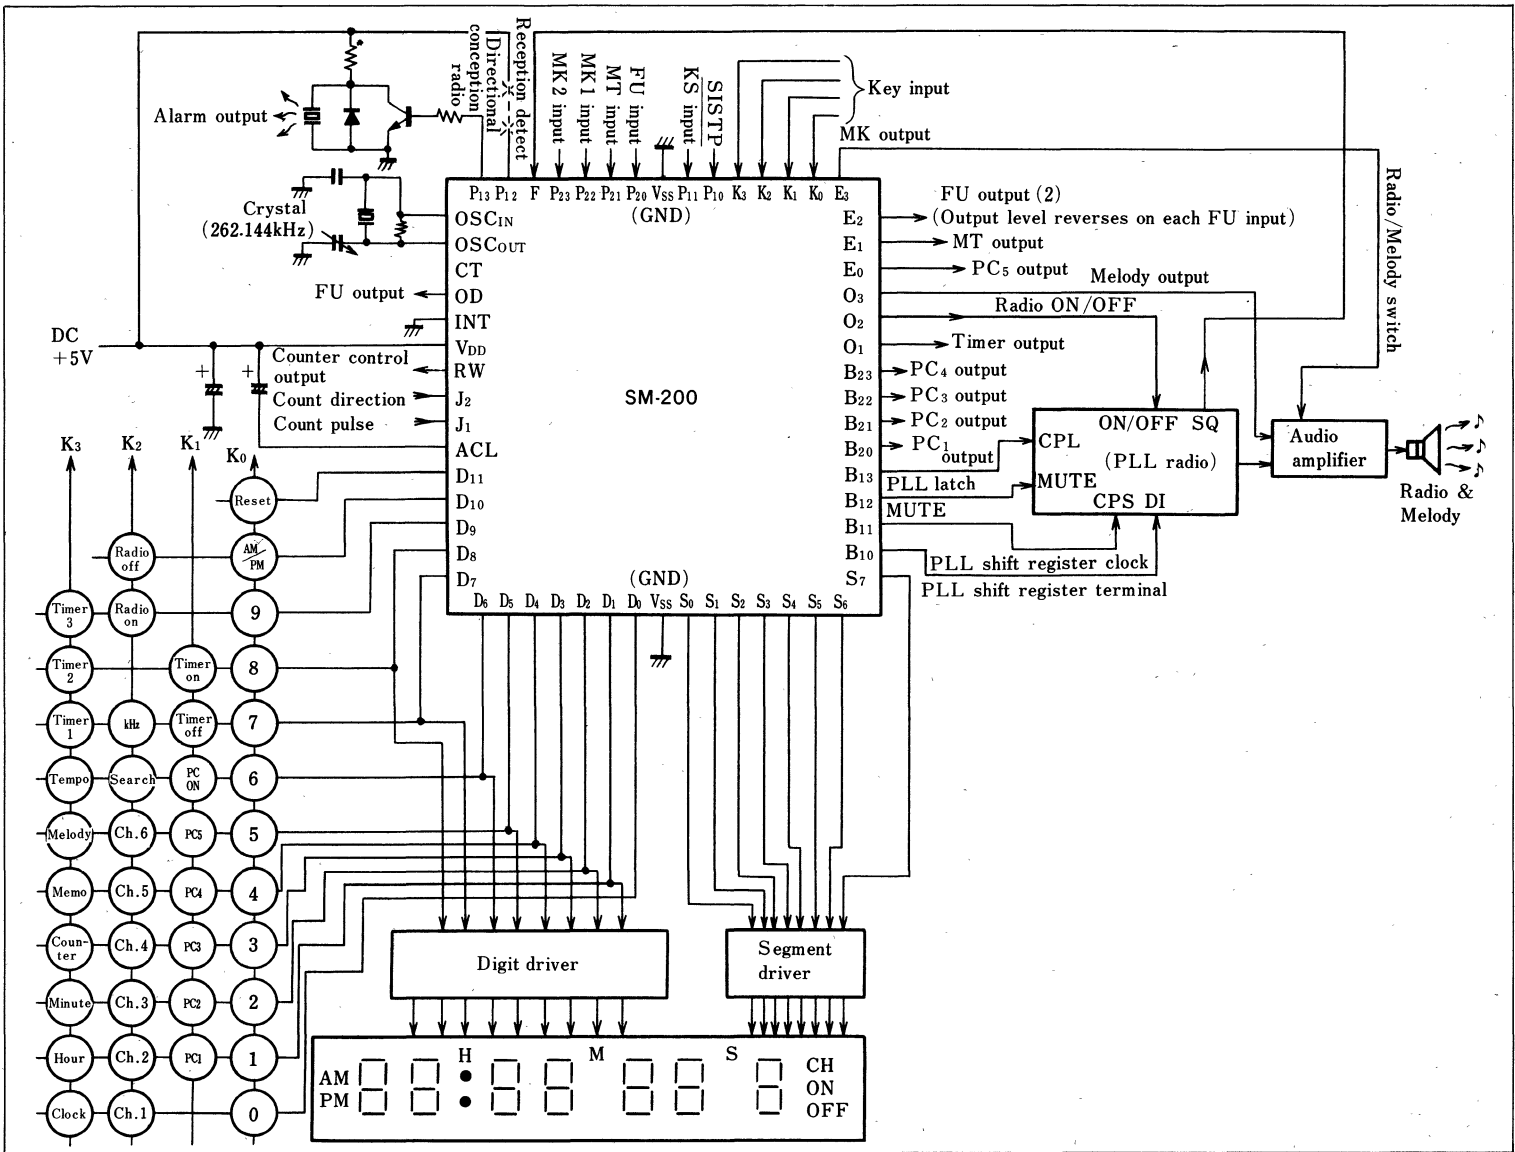 Reception detect
Directional
conception
radio
MK 2 input
MK 1 input
MT input
FU input
KS input
SISTP
Key input
MK output
Alarm output
P13 P12 F P23 P22 P21 P20 VSS P11 P10 K3 K2 K1 K0 E3
(GND)
Crystal
(262.144kHz)
OSCIN
OSCOUT
CT
FU output
OD
INT
DC
+5V
VDD
Counter control
output
RW
Count direction
J2
Count pulse
J1
ACL
+
+
D11
D10
D9
D8
D7
SM-200
E2
E1
E0
O3
O2
O1
B23
B22
B21
B20
B13
B12
B11
B10
S7
FU output (2)
(Output level reverses on each FU input)
MT output
PC5 output
Melody output
Radio ON/OFF
Timer output
PC4 output
PC3 output
PC2 output
PC1
output
PLL latch
MUTE
PLL shift register clock
PLL shift register terminal
Radio/Melody switch
ON/OFF SQ
CPL
(PLL radio)
MUTE
CPS DI
Audio
amplifier
Radio &
Melody
(GND)
D6 D5 D4 D3 D2 D1 D0 VSS S0 S1 S2 S3 S4 S5 S6
K3 K2 K1 K0
Reset
Radio
off
AM/PM
Timer
3
Radio
on
9
Timer
2
Timer
on
8
Timer
1
kHz
Timer
off
7
Tempo
Search
PC
ON
6
Melody
Ch.6
PC5
5
Memo
Ch.5
PC4
4
Coun-
ter
Ch.4
PC3
3
Minute
Ch.3
PC2
2
Hour
Ch.2
PC1
1
Clock
Ch.1
0
Digit driver
Segment
driver
H M S
AM
PM
CH
ON
OFF